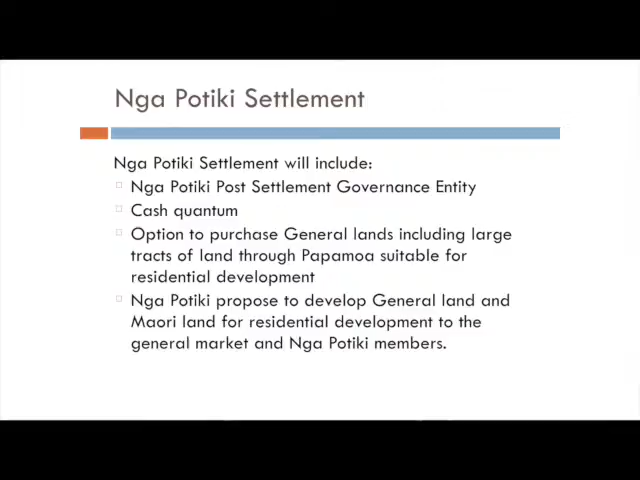 Nga Potiki Settlement
Nga Potiki Settlement will include:
Nga Potiki Post Settlement Governance Entity
Cash quantum
Option to purchase General lands including large
tracts of land through Papamoa suitable for
residential development
Nga Potiki propose to develop General land and
Maori land for residential development to the
general market and Nga Potiki members.